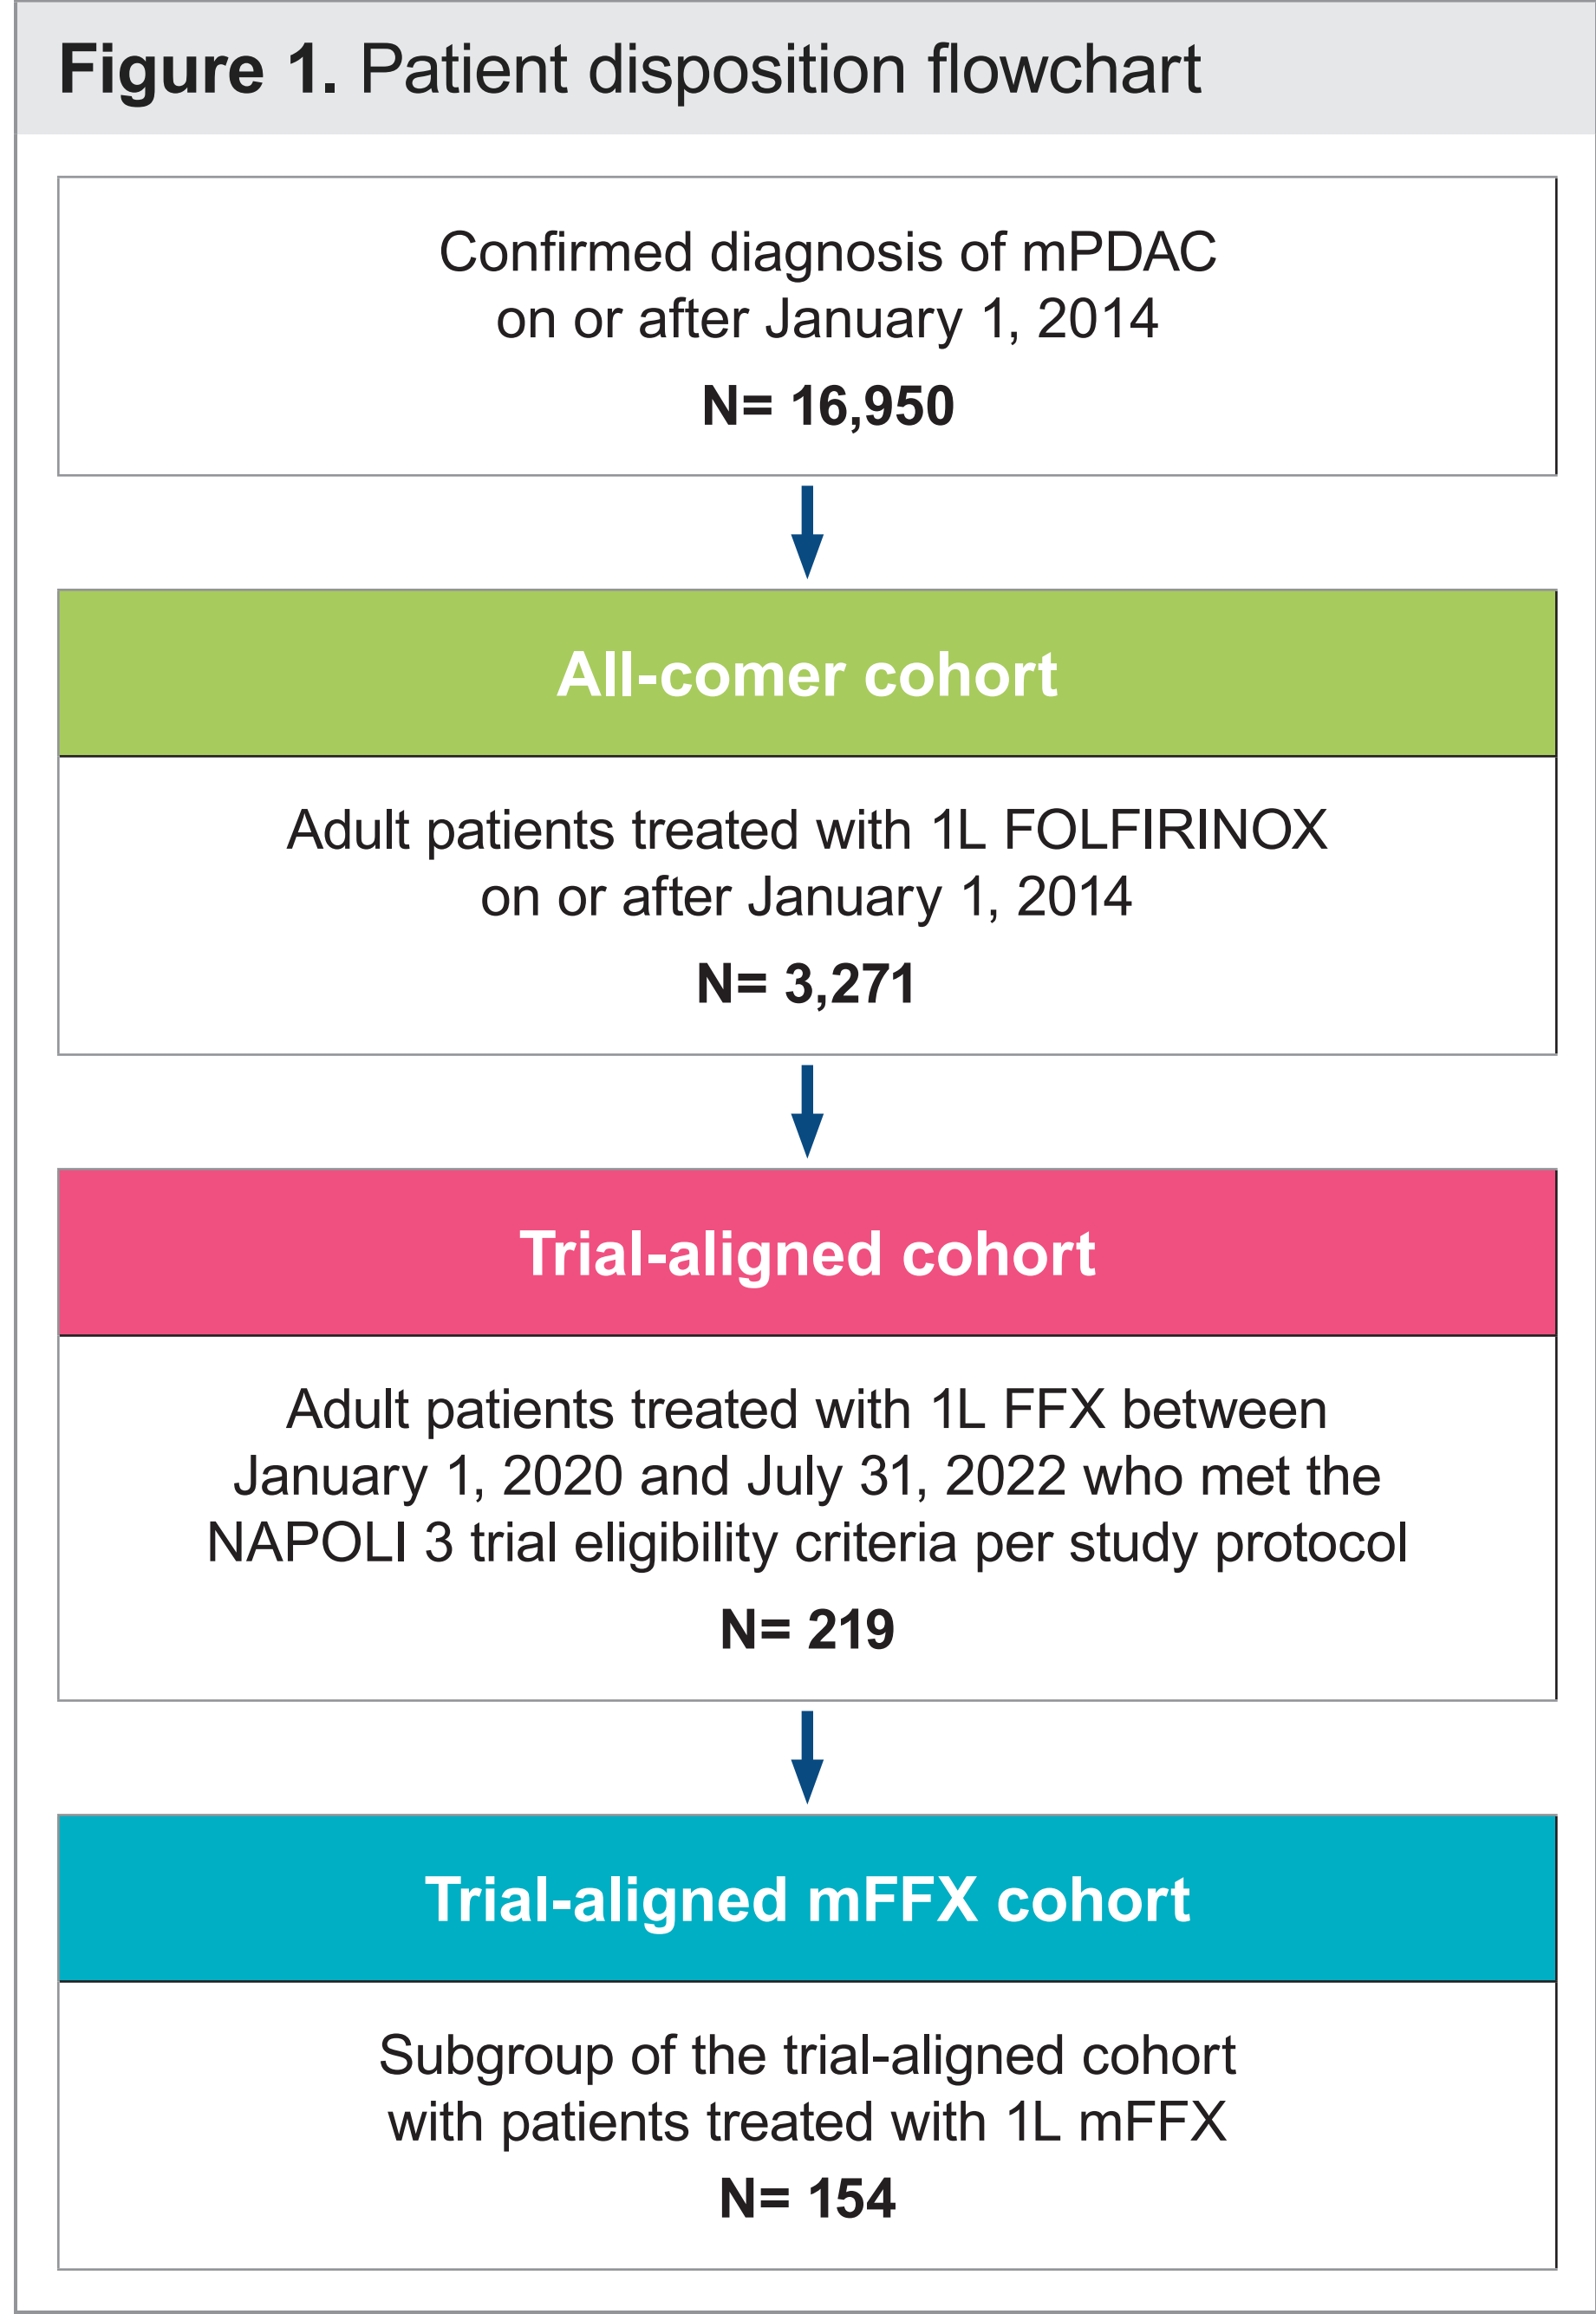 Figure 1. Patient disposition flowchart
Confirmed diagnosis of mPDAC
on or after January 1, 2014
N= 16,950
All-comer cohort
Adult patients treated with 1L FOLFIRINOX
on or after January 1, 2014
N= 3,271
Trial-aligned cohort
Adult patients treated with 1L FFX between
January 1, 2020 and July 31, 2022 who met the
NAPOLI 3 trial eligibility criteria per study protocol
N= 219
Trial-aligned mFFX cohort
Subgroup of the trial-aligned cohort
with patients treated with 1L mFFX
N= 154